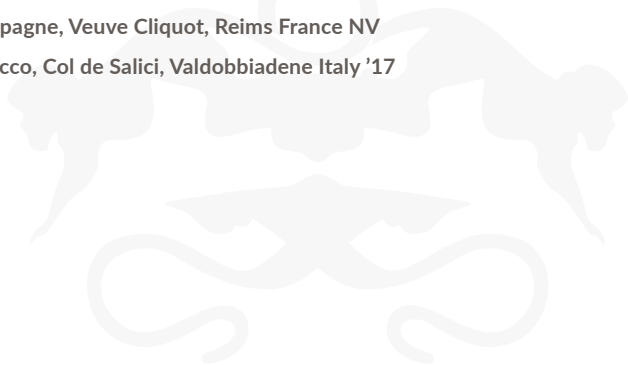 pagne, Veuve Cliquot, Reims France NV
cco, Col de Salici, Valdobbiadene Italy ’17